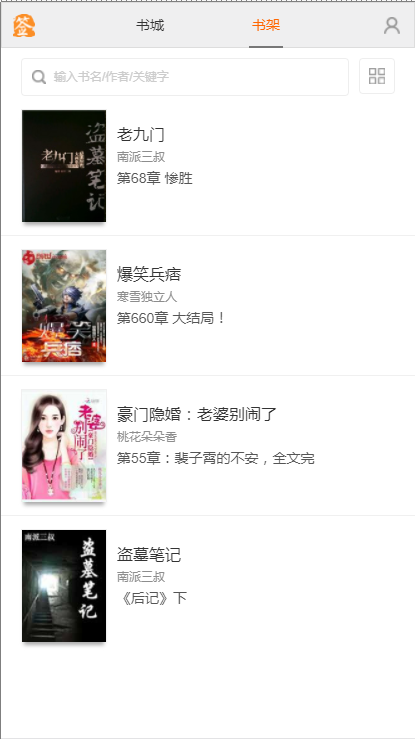 签
书城
书架
输入书名/作者/关键字
老九门
盗墓笔记
老九门
南派三叔
第68章 惨胜
爆笑兵痞
爆笑兵痞
寒雪独立人
第660章 大结局！
老婆别闹了
豪门隐婚
豪门隐婚：老婆别闹了
桃花朵朵香
第55章：裴子霄的不安，全文完
南派三叔
盗墓笔记
盗墓笔记
南派三叔
《后记》下